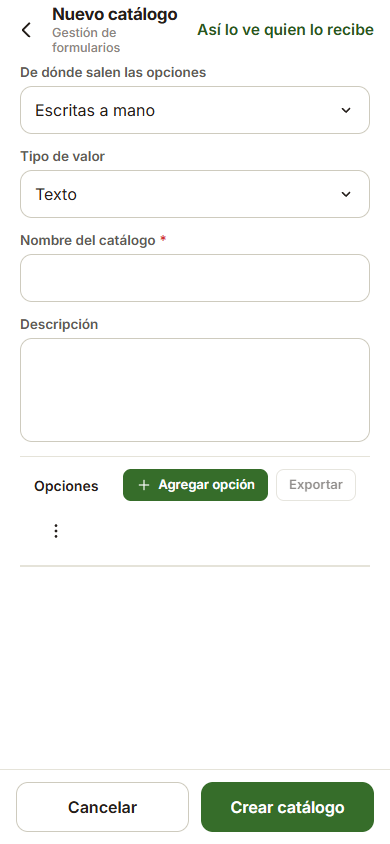 Nuevo catálogo
Gestión de
formularios
Así lo ve quien lo recibe
De dónde salen las opciones
Escritas a mano
Tipo de valor
Texto
Nombre del catálogo *
Descripción
Opciones
+ Agregar opción
Exportar
Cancelar
Crear catálogo